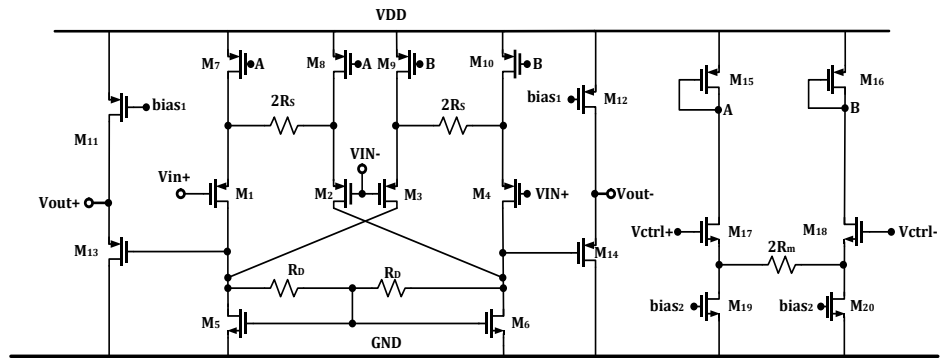 VDD
M7 A M8 A M9 B M10 B
M15 M16
bias1 2RS 2RS bias1 M12 A B
M11
VIN-
Vin+ M1 M2 M3 M4 VIN+
Vout+ Vout-
Vctrl+ M17 M18 Vctrl-
M13 M14
2Rm
RD RD
bias2 M19 bias2 M20
M5 M6
GND